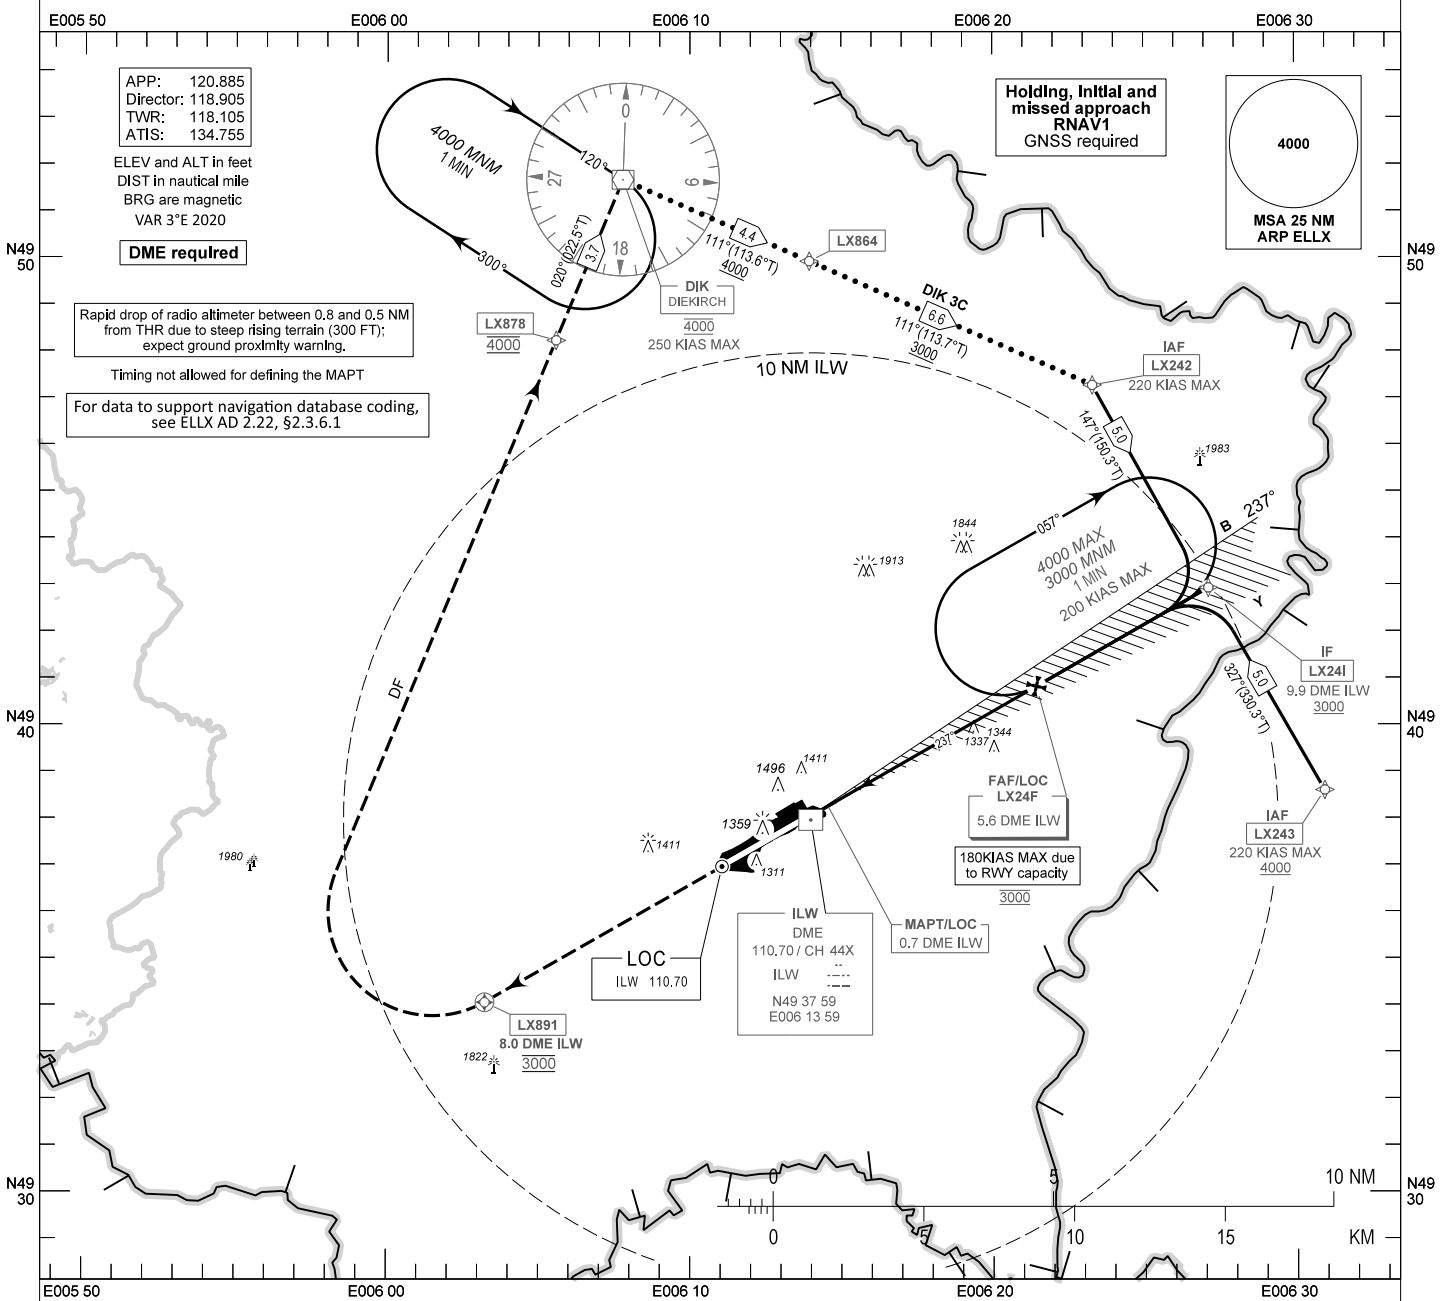 E005 50
E006 00
E006 10
E006 20
E006 30
APP: 120.885
Director: 118.905
TWR: 118.105
ATIS: 134.755
ELEV and ALT in feet
DIST in nautical mile
BRG are magnetic
VAR 3°E 2020
DME required
Rapid drop of radio altimeter between 0.8 and 0.5 NM
from THR due to steep rising terrain (300 FT);
expect ground proximity warning.
Timing not allowed for defining the MAPT
For data to support navigation database coding,
see ELLX AD 2.22, §2.3.6.1
4000 MNM
1 MIN
120°
300°
0
9
18
27
DIK
DIEKIRCH
4000
250 KIAS MAX
020°(022.5°T)
3.7
LX878
4000
4.4
111°(113.6°T)
4000
LX864
DIK 3C
6.6
111°(113.7°T)
3000
Holding, initial and
missed approach
RNAV1
GNSS required
4000
MSA 25 NM
ARP ELLX
N49
50
N49
50
10 NM ILW
IAF
LX242
220 KIAS MAX
5.0
147°(150.3°T)
1983
1844
1913
057°
4000 MAX
3000 MNM
1 MIN
200 KIAS MAX
B
237°
Y
IF
LX24I
9.9 DME ILW
3000
5.0
327°(330.3°T)
DF
N49
40
N49
40
237°
1337
1344
1411
1496
1359
1411
1311
1980
FAF/LOC
LX24F
5.6 DME ILW
180KIAS MAX due
to RWY capacity
3000
IAF
LX243
220 KIAS MAX
4000
LOC
ILW 110.70
ILW
DME
110.70 / CH 44X
ILW
N49 37 59
E006 13 59
MAPT/LOC
0.7 DME ILW
LX891
8.0 DME ILW
3000
1822
N49
30
N49
30
0
5
10 NM
0
5
10
15
KM
E005 50
E006 00
E006 10
E006 20
E006 30